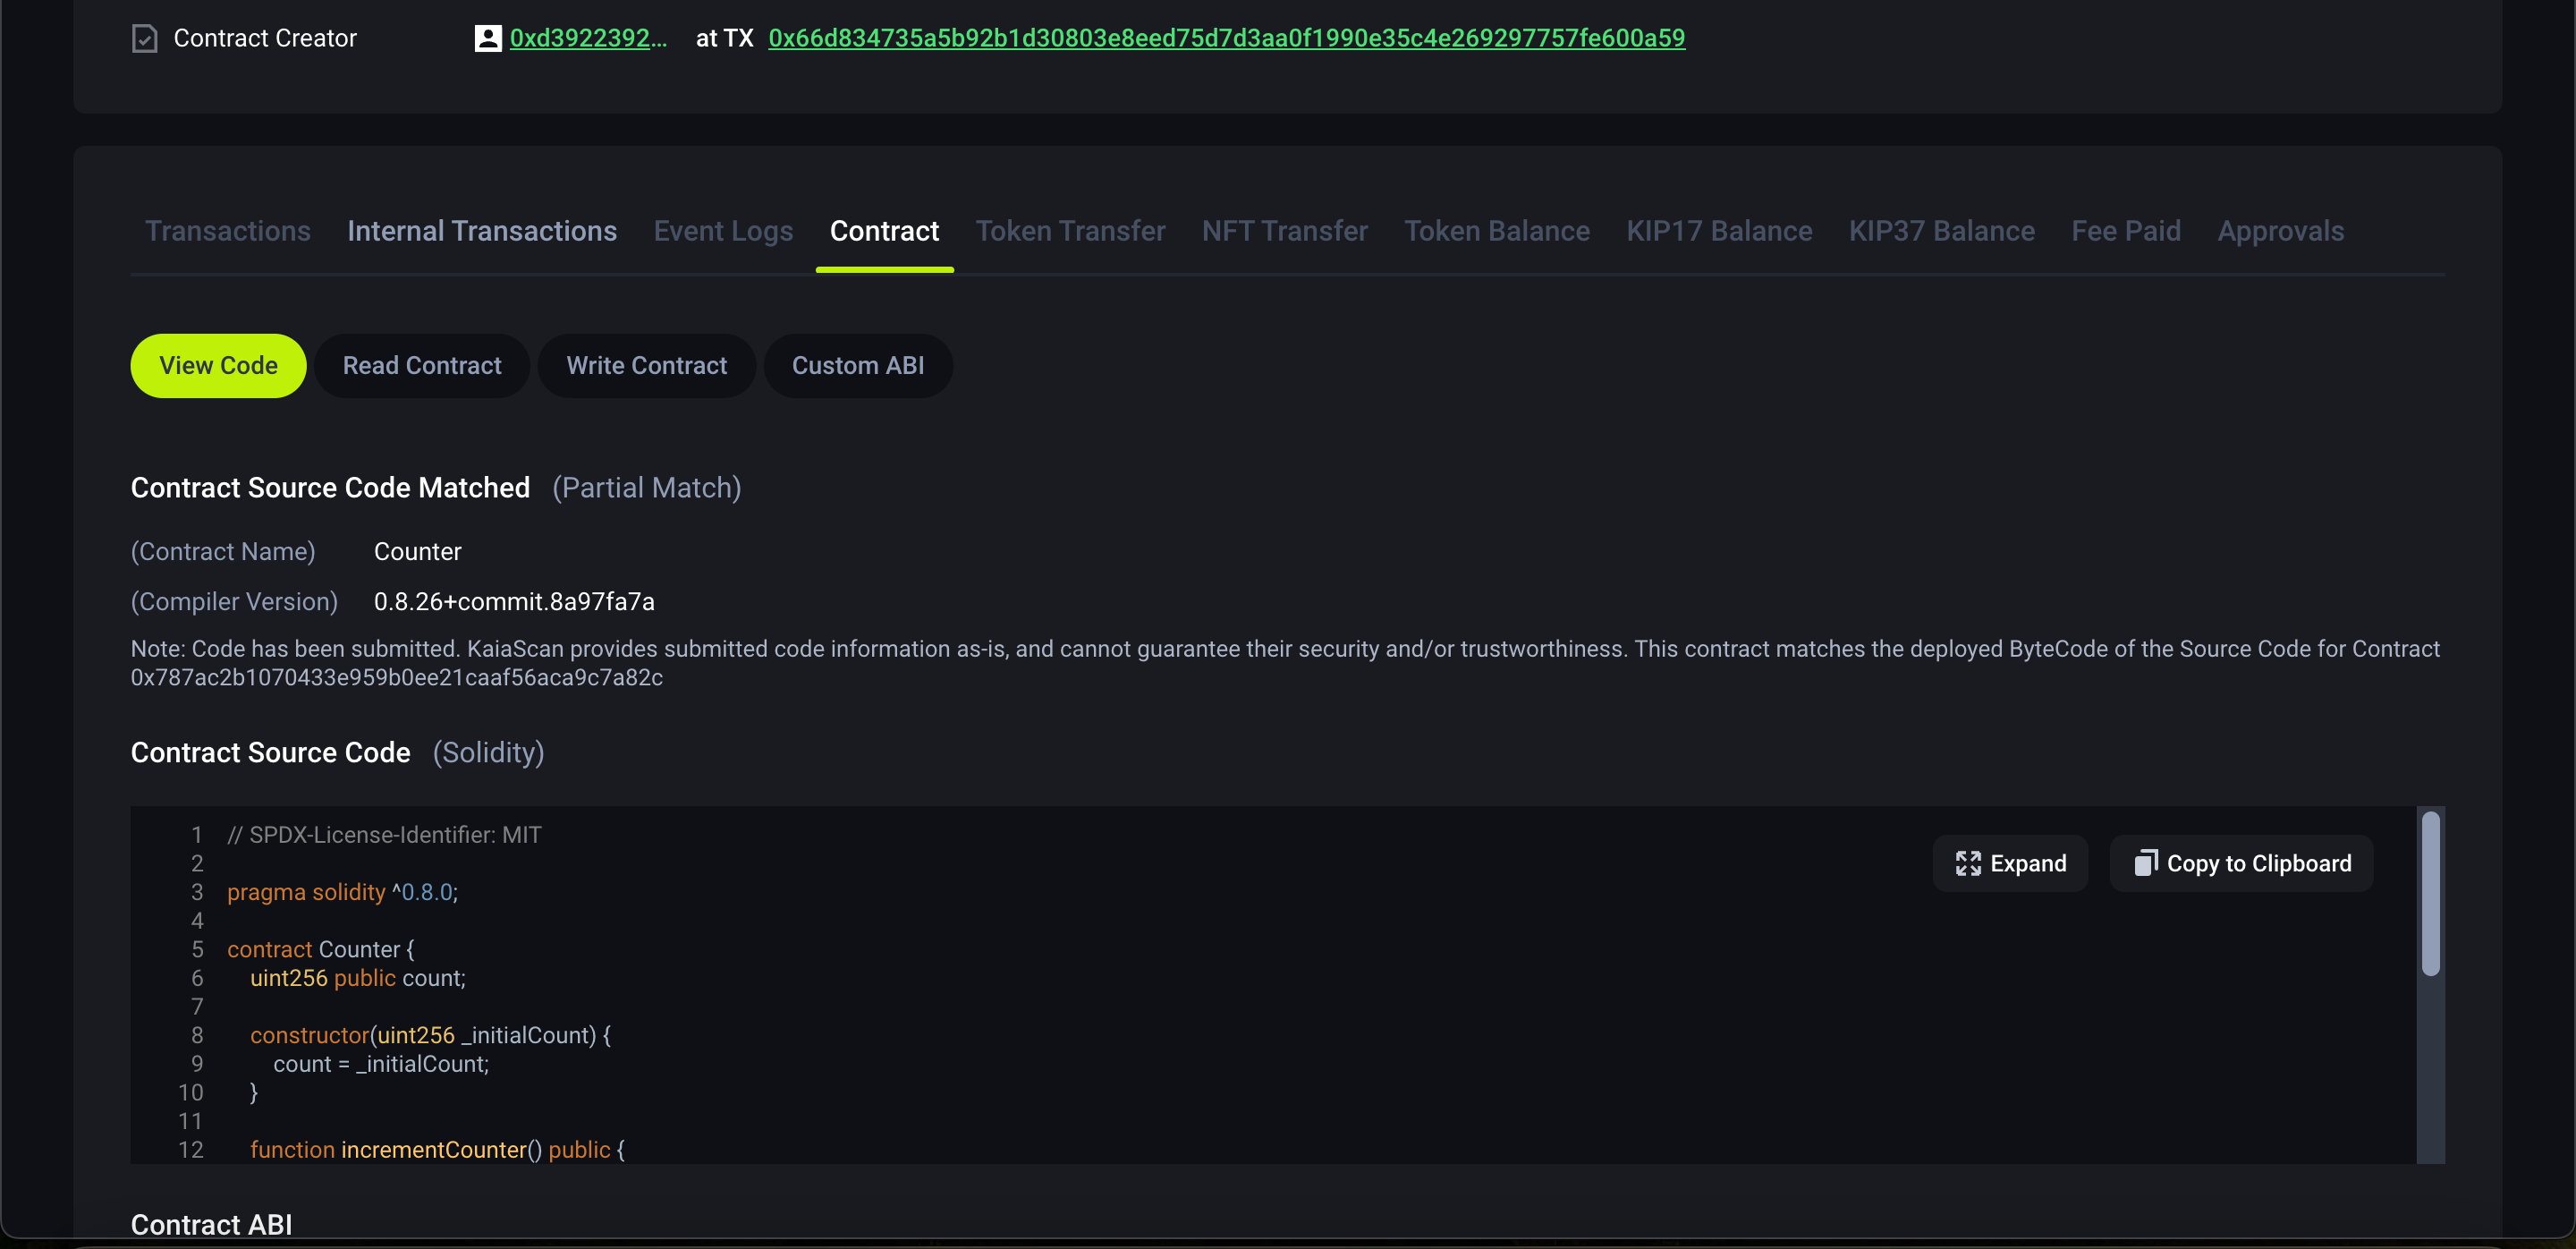 Contract Creator 0xd3922392... at TX 0x66d834735a5b92b1d30803e8eed75d7d3aa0f1990e35c4e269297757fe600a59
Transactions Internal Transactions Event Logs Contract Token Transfer NFT Transfer Token Balance KIP17 Balance KIP37 Balance Fee Paid Approvals
View Code Read Contract Write Contract Custom ABI
Contract Source Code Matched (Partial Match)
(Contract Name) Counter
(Compiler Version) 0.8.26+commit.8a97fa7a
Note: Code has been submitted. KaiaScan provides submitted code information as-is, and cannot guarantee their security and/or trustworthiness. This contract matches the deployed ByteCode of the Source Code for Contract
0x787ac2b1070433e959b0ee21caaf56aca9c7a82c
Contract Source Code (Solidity)
Expand Copy to Clipboard
1 // SPDX-License-Identifier: MIT
2
3 pragma solidity ^0.8.0;
4
5 contract Counter {
6 uint256 public count;
7
8 constructor(uint256 _initialCount) {
9 count = _initialCount;
10 }
11
12 function incrementCounter() public {
Contract ABI